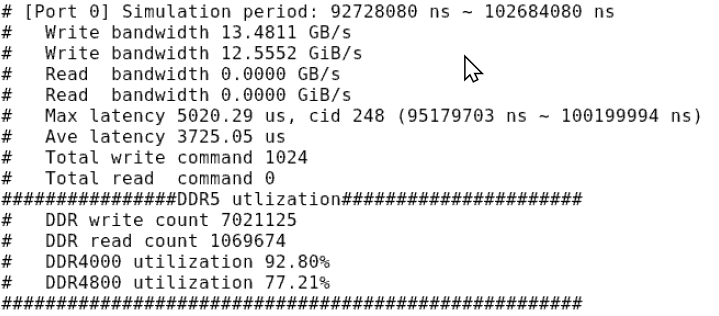 # [Port 0] Simulation period: 92728080 ns ~ 102684080 ns
#   Write bandwidth 13.4811 GB/s
#   Write bandwidth 12.5552 GiB/s
#   Read  bandwidth 0.0000 GB/s
#   Read  bandwidth 0.0000 GiB/s
#   Max latency 5020.29 us, cid 248 (95179703 ns ~ 100199994 ns)
#   Ave latency 3725.05 us
#   Total write command 1024
#   Total read  command 0
################DDR5 utlization######################
#   DDR write count 7021125
#   DDR read count 1069674
#   DDR4000 utilization 92.80%
#   DDR4800 utilization 77.21%
#####################################################